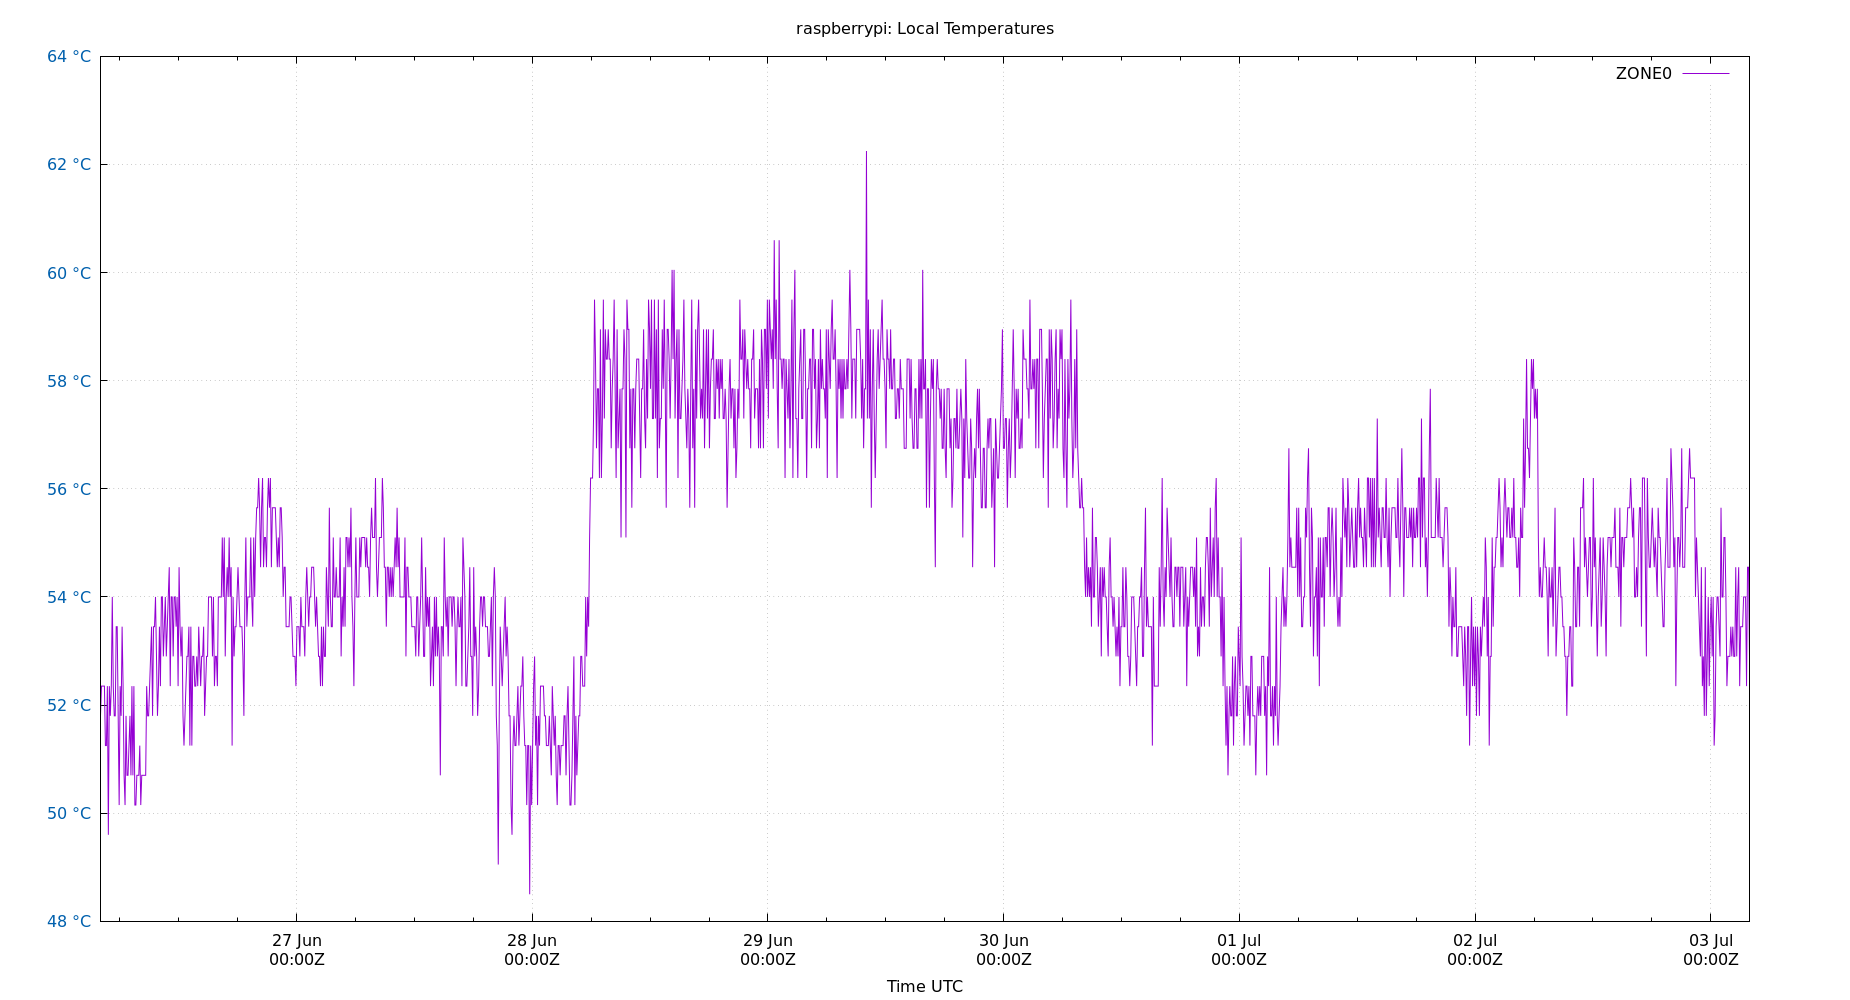 raspberrypi: Local Temperatures
64 °C
ZONE0
62 °C
60 °C
58 °C
56 °C
54 °C
52 °C
50 °C
48 °C
27 Jun 28 Jun 29 Jun 30 Jun 01 Jul 02 Jul 03 Jul
00:00Z 00:00Z 00:00Z 00:00Z 00:00Z 00:00Z 00:00Z
Time UTC